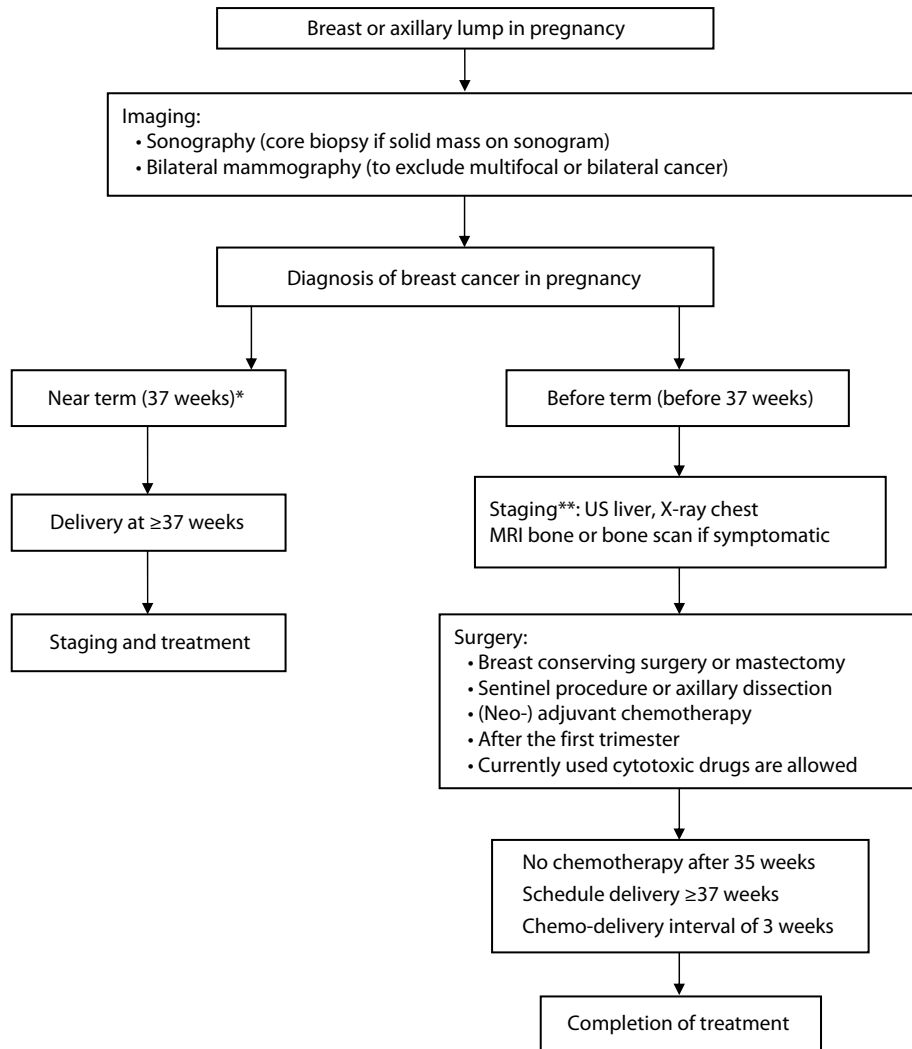 Breast or axillary lump in pregnancy
Imaging:
• Sonography (core biopsy if solid mass on sonogram)
• Bilateral mammography (to exclude multifocal or bilateral cancer)
Diagnosis of breast cancer in pregnancy
Near term (37 weeks)*
Before term (before 37 weeks)
Delivery at ≥37 weeks
Staging**: US liver, X-ray chest
MRI bone or bone scan if symptomatic
Staging and treatment
Surgery:
• Breast conserving surgery or mastectomy
• Sentinel procedure or axillary dissection
• (Neo-) adjuvant chemotherapy
• After the first trimester
• Currently used cytotoxic drugs are allowed
No chemotherapy after 35 weeks
Schedule delivery ≥37 weeks
Chemo-delivery interval of 3 weeks
Completion of treatment